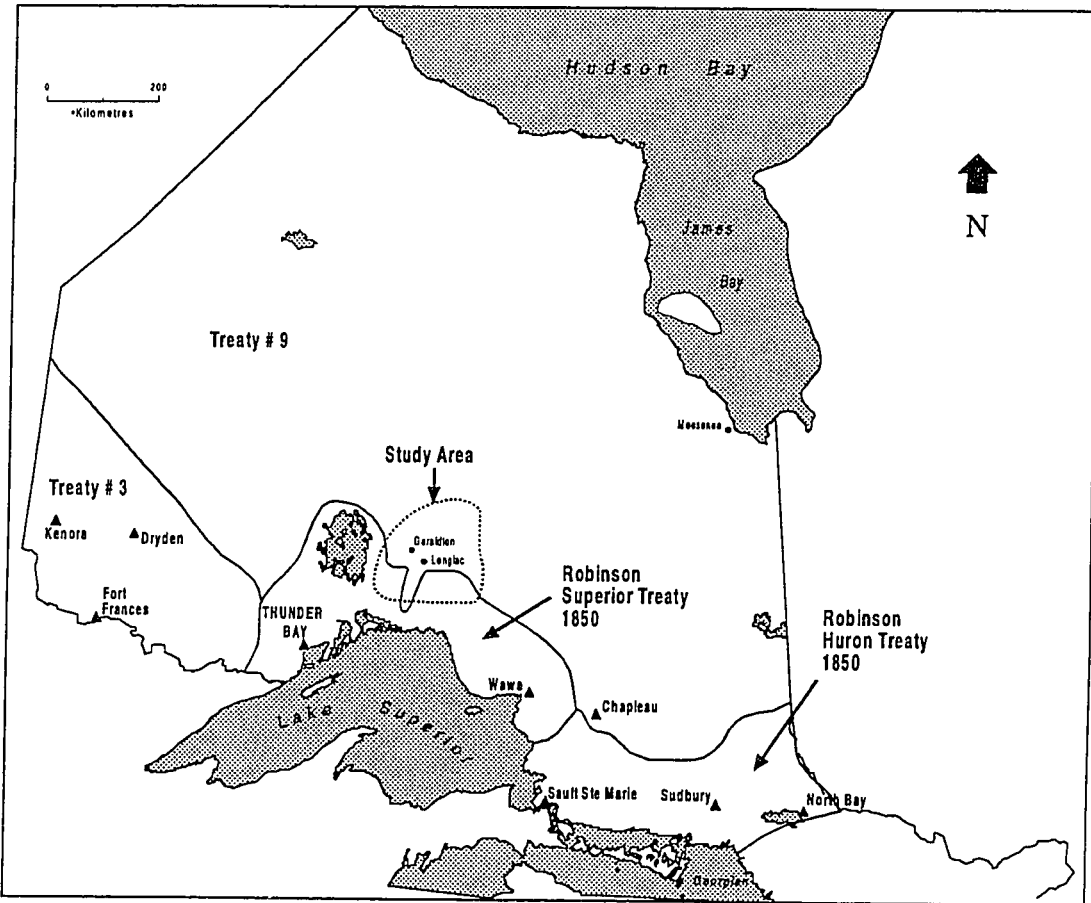 Hudson Bay
0 200
•Kilometres
N
James
Bay
Treaty # 9
Moosonee
Study Area
Treaty # 3
Kenora
Dryden
Geraldton
Longlac
Fort
Frances
THUNDER
BAY
Robinson
Superior Treaty
1850
Robinson
Huron Treaty
1850
Wawa
Chapleau
Lake Superior
Sault Ste Marie
Sudbury
North Bay
Georgian